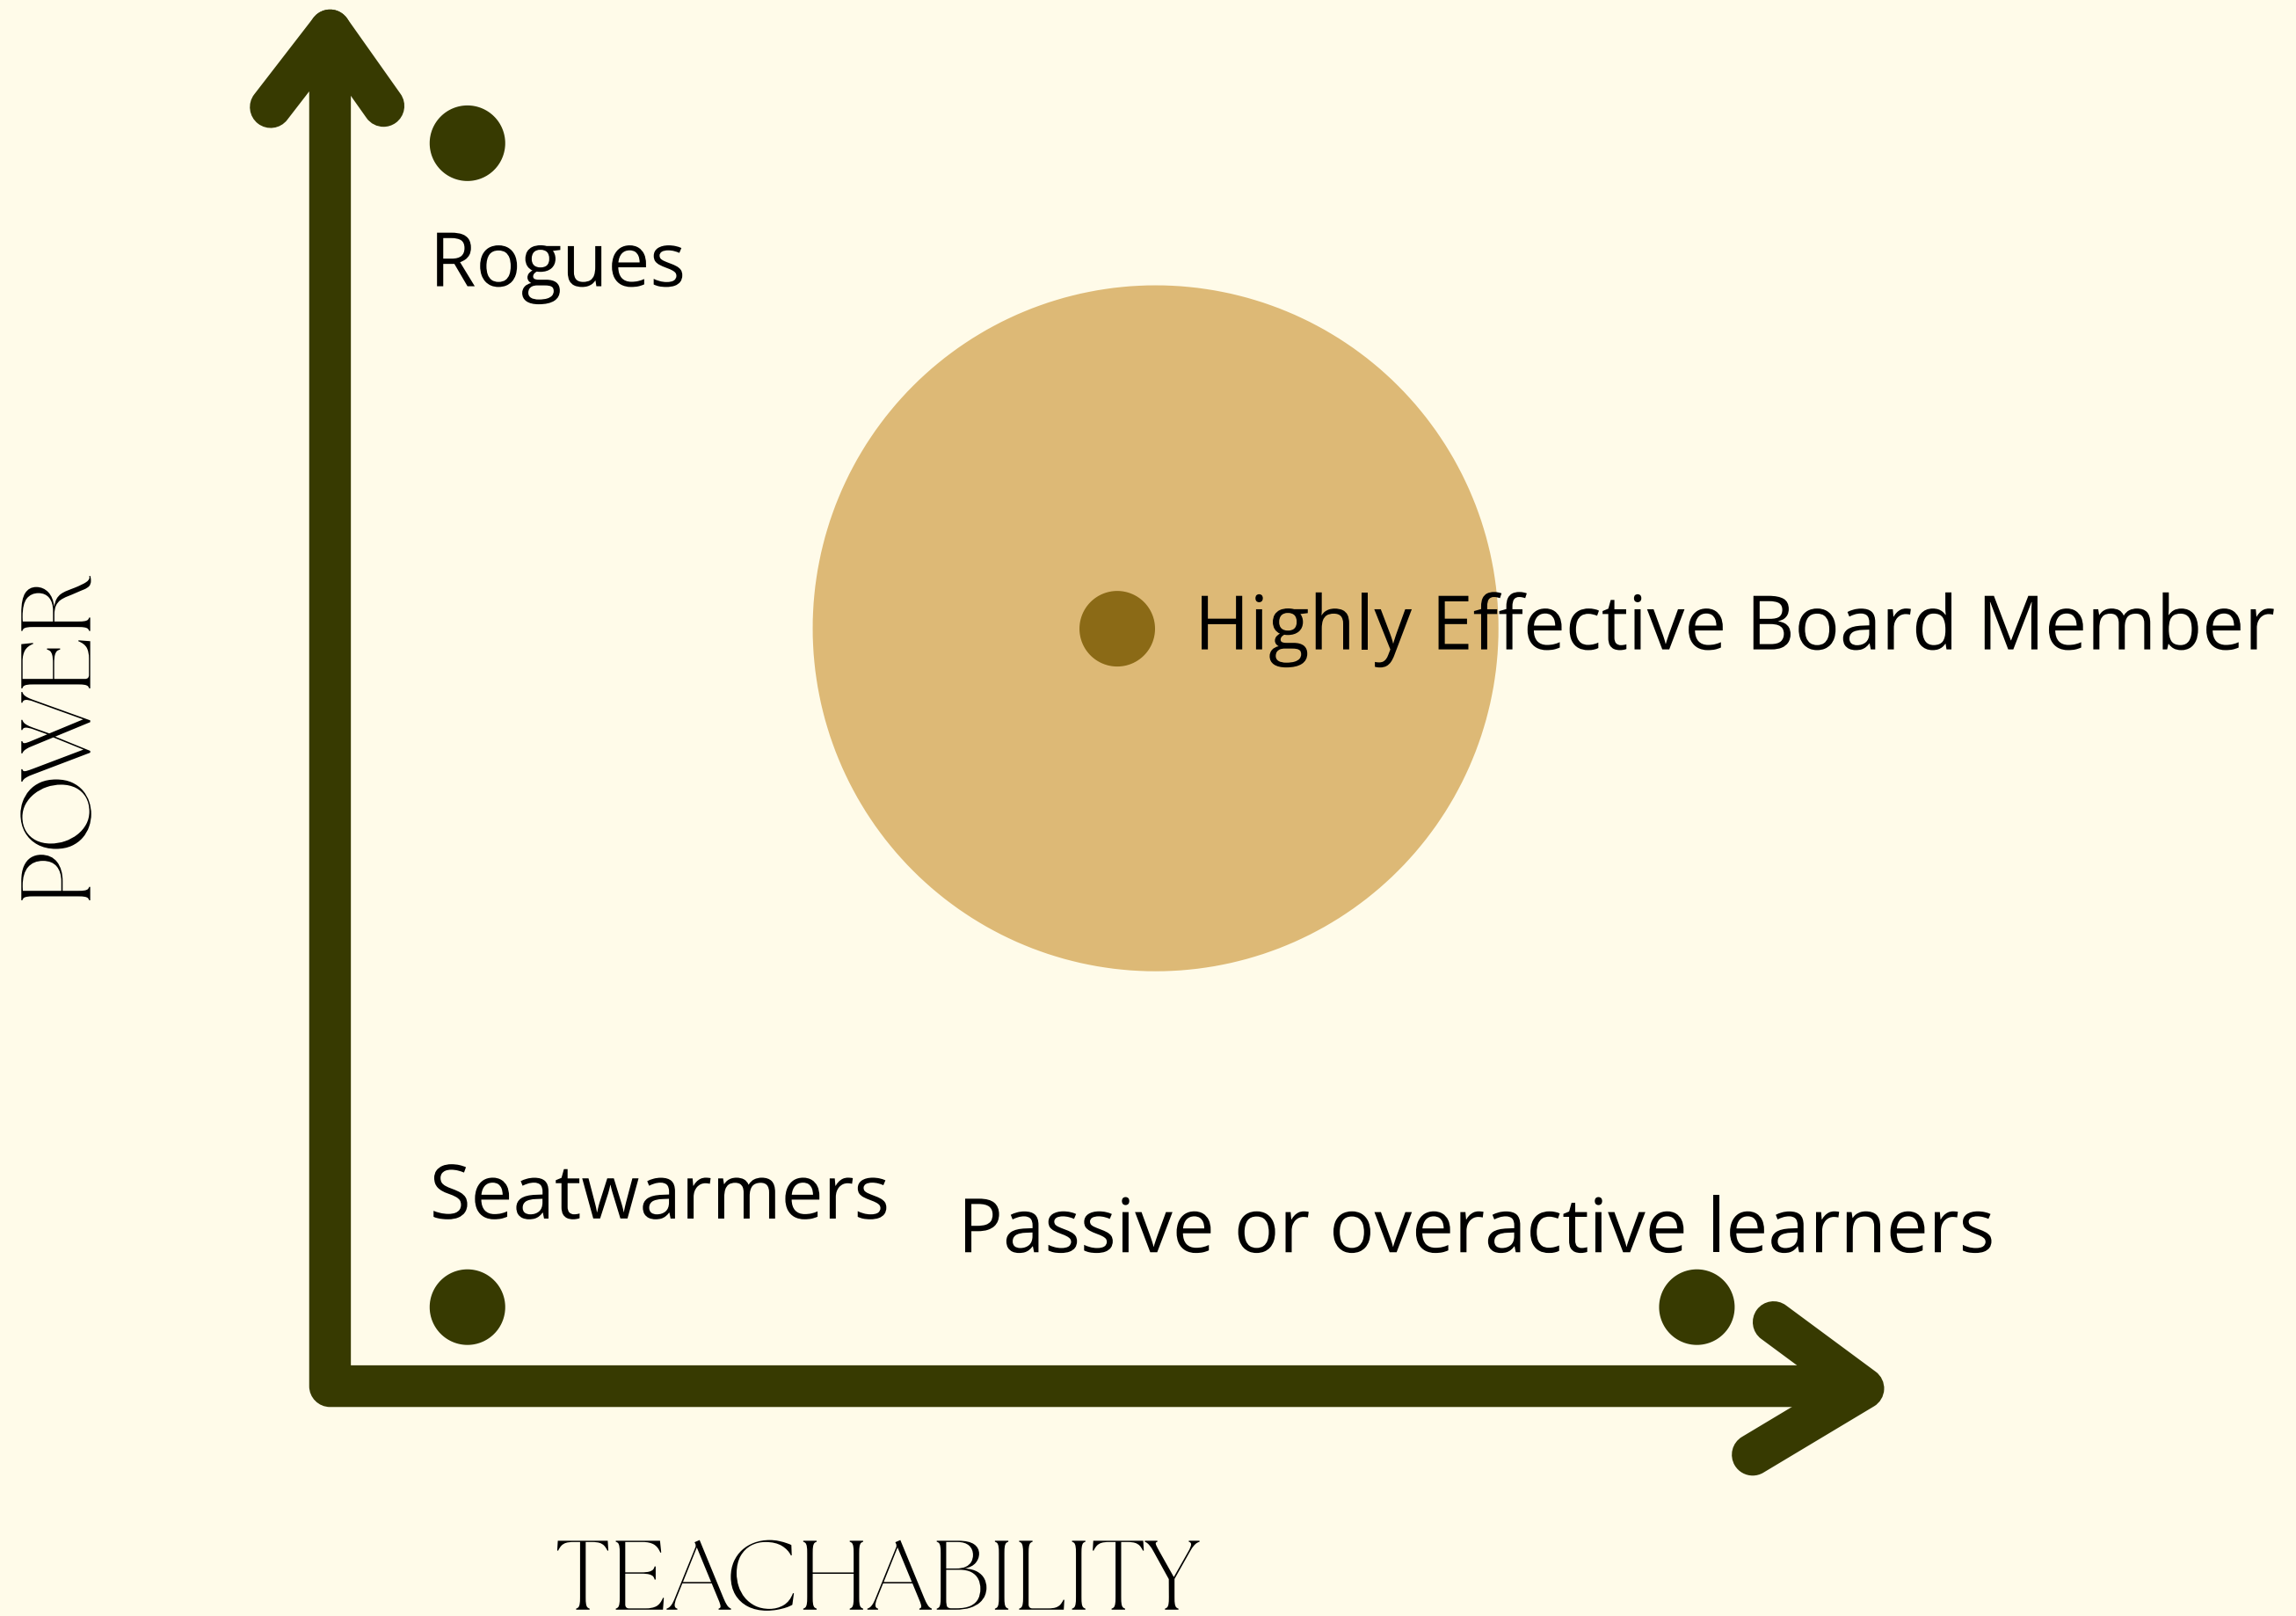 Rogues
POWER
Highly Effective Board Member
Seatwarmers
Passive or overactive learners
TEACHABILITY